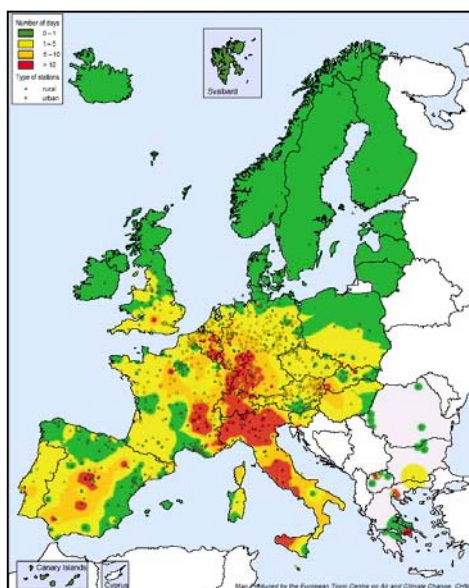 Number of days
0-1
1-5
5-10
> 10
Type of stations
rural
urban
Svalbard
Canary Islands
Cyprus
Map produced by the European Topic Centre on Air and Climate Change,